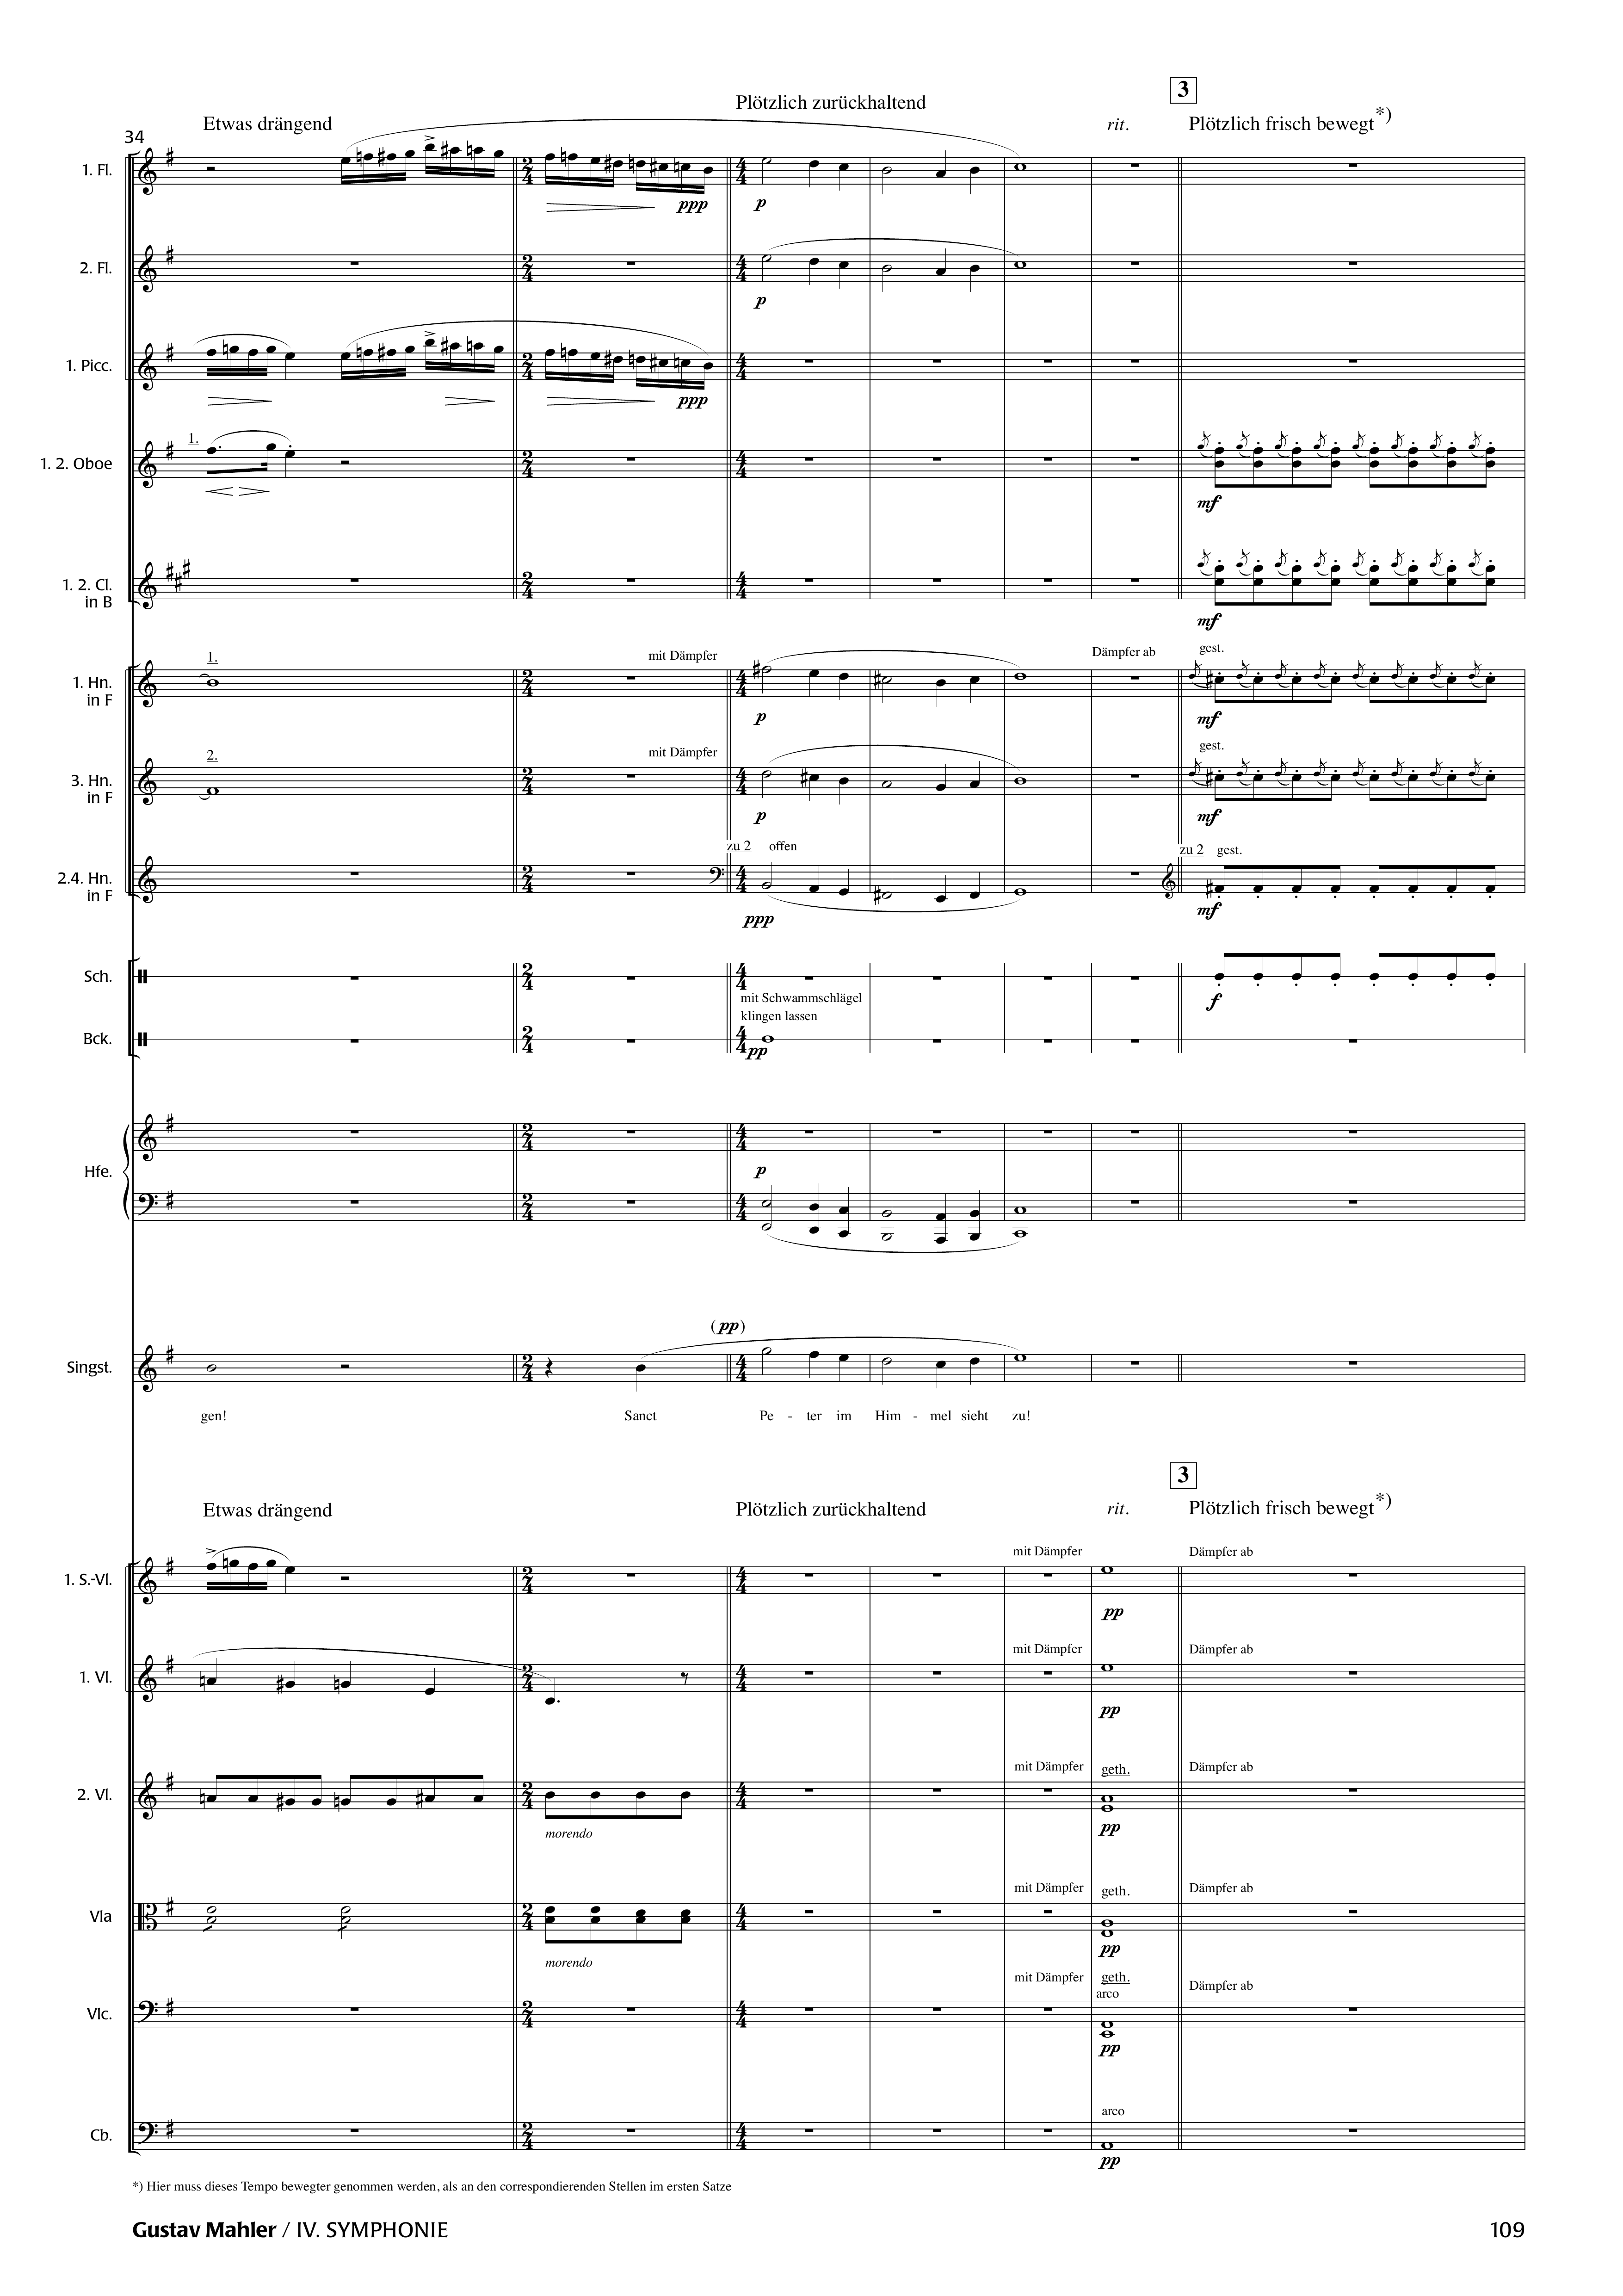 3
Plötzlich zurückhaltend
34
Etwas drängend
rit.
Plötzlich frisch bewegt*)
1. Fl.
ppp
p
2. Fl.
p
1. Picc.
ppp
1.
1. 2. Oboe
mf
1. 2. Cl.
in B
mf
1.
mit Dämpfer
Dämpfer ab
gest.
1. Hn.
in F
p
mf
2.
mit Dämpfer
gest.
3. Hn.
in F
p
mf
zu 2
offen
zu 2
gest.
2.4. Hn.
in F
ppp
mf
Sch.
f
mit Schwammschlägel
klingen lassen
Bck.
pp
Hfe.
p
(pp)
Singst.
gen!
Sanct
Pe - ter im Him - mel sieht zu!
3
Etwas drängend
Plötzlich zurückhaltend
rit.
Plötzlich frisch bewegt*)
mit Dämpfer
Dämpfer ab
1. S.-Vl.
pp
mit Dämpfer
Dämpfer ab
1. Vl.
pp
mit Dämpfer
geth.
Dämpfer ab
2. Vl.
morendo
pp
mit Dämpfer
geth.
Dämpfer ab
Vla
morendo
pp
mit Dämpfer
geth.
arco
Dämpfer ab
Vlc.
pp
arco
Cb.
pp
*) Hier muss dieses Tempo bewegter genommen werden, als an den correspondierenden Stellen im ersten Satze
Gustav Mahler / IV. SYMPHONIE
109